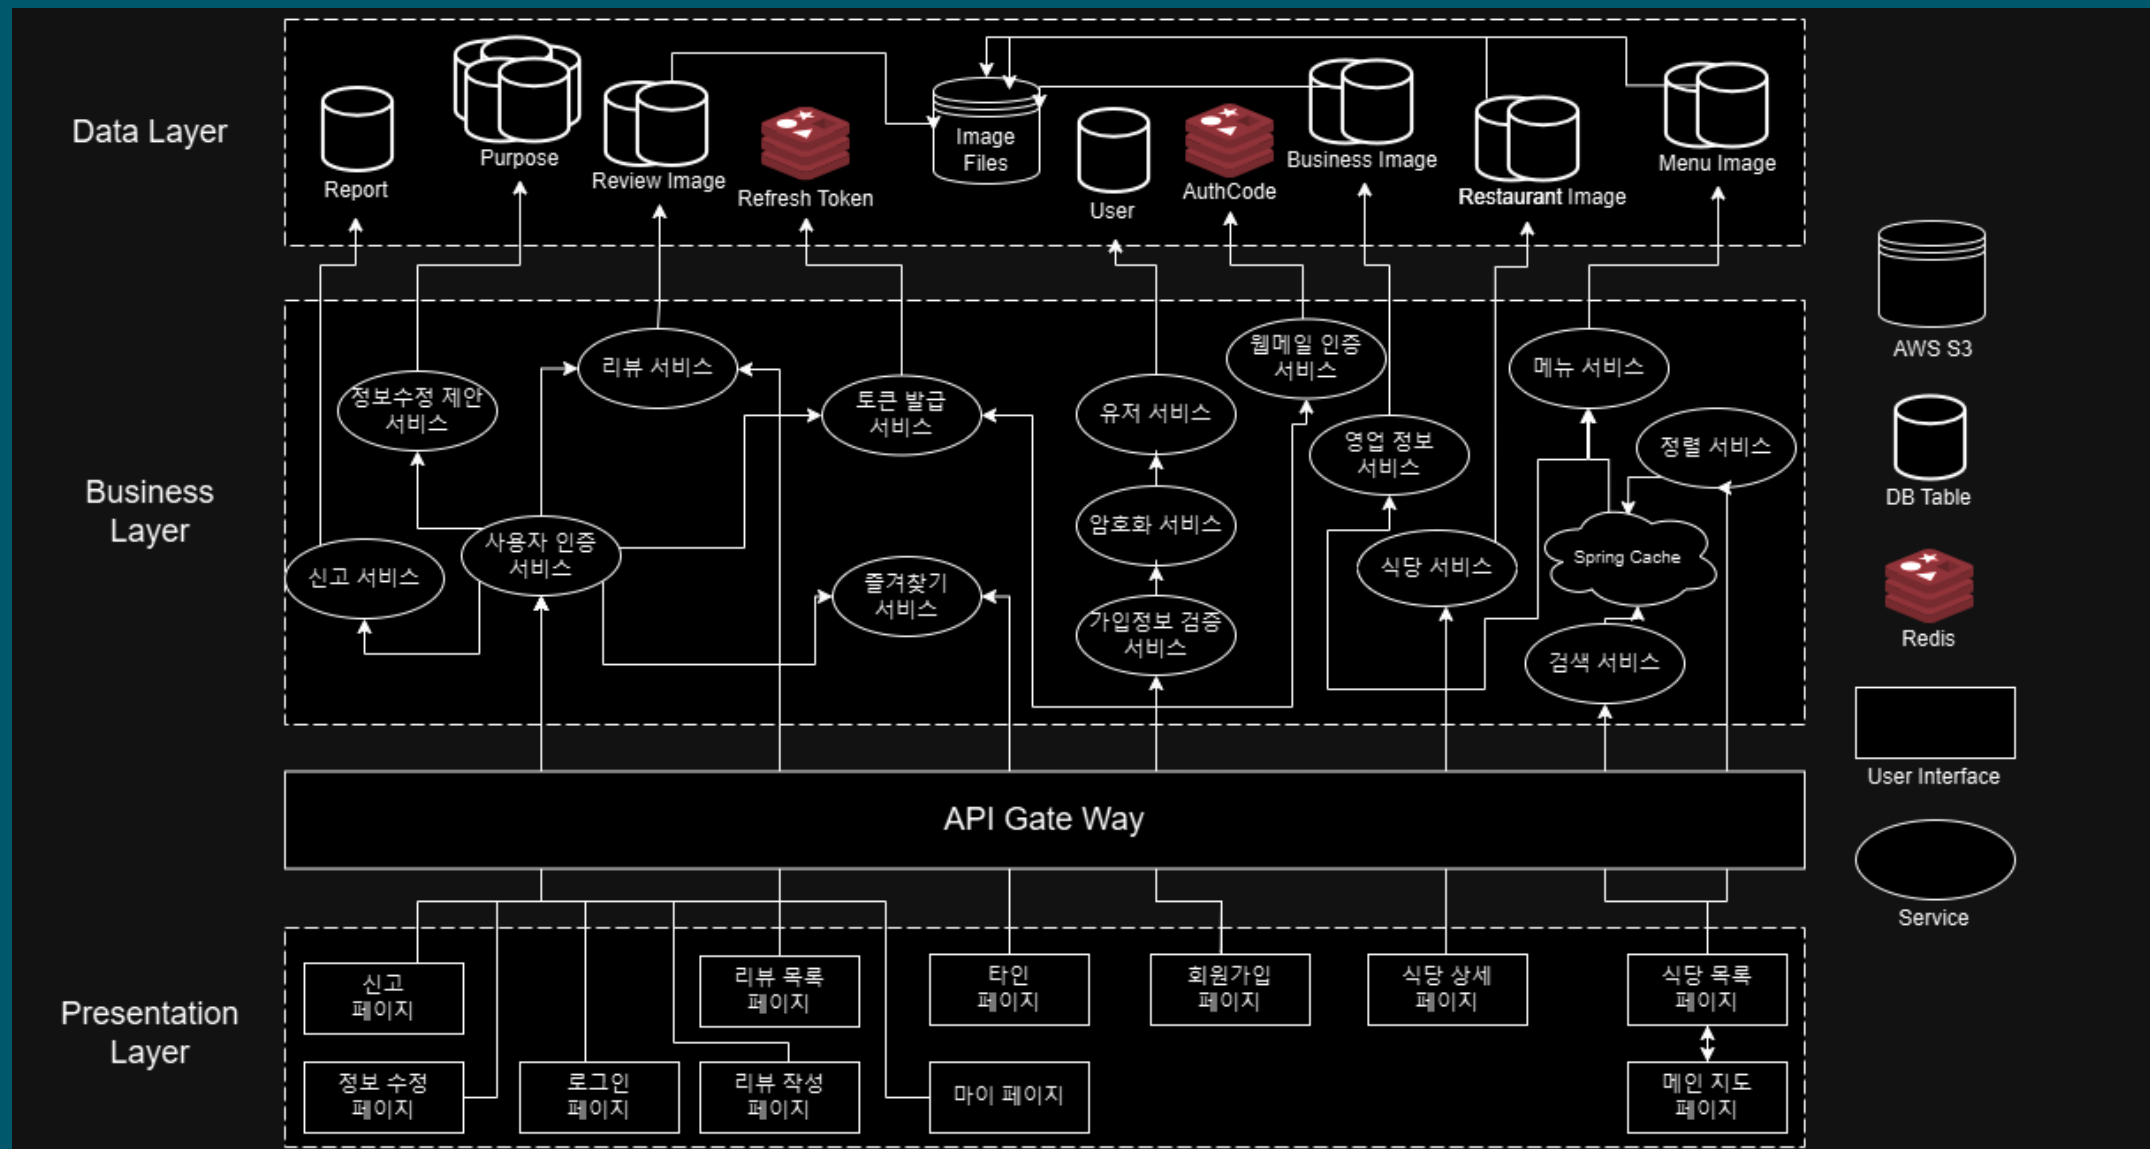 Data Layer
Report
Purpose
Review Image
Refresh Token
Image
Files
User
AuthCode
Business Image
Restaurant Image
Menu Image
AWS S3
DB Table
Redis
User Interface
Service
Business
Layer
리뷰 서비스
정보수정 제안
서비스
토큰 발급
서비스
유저 서비스
웹메일 인증
서비스
영업 정보
서비스
메뉴 서비스
정렬 서비스
신고 서비스
사용자 인증
서비스
즐겨찾기
서비스
암호화 서비스
가입정보 검증
서비스
식당 서비스
Spring Cache
검색 서비스
API Gate Way
Presentation
Layer
신고
페이지
리뷰 목록
페이지
타인
페이지
회원가입
페이지
식당 상세
페이지
식당 목록
페이지
정보 수정
페이지
로그인
페이지
리뷰 작성
페이지
마이 페이지
메인 지도
페이지